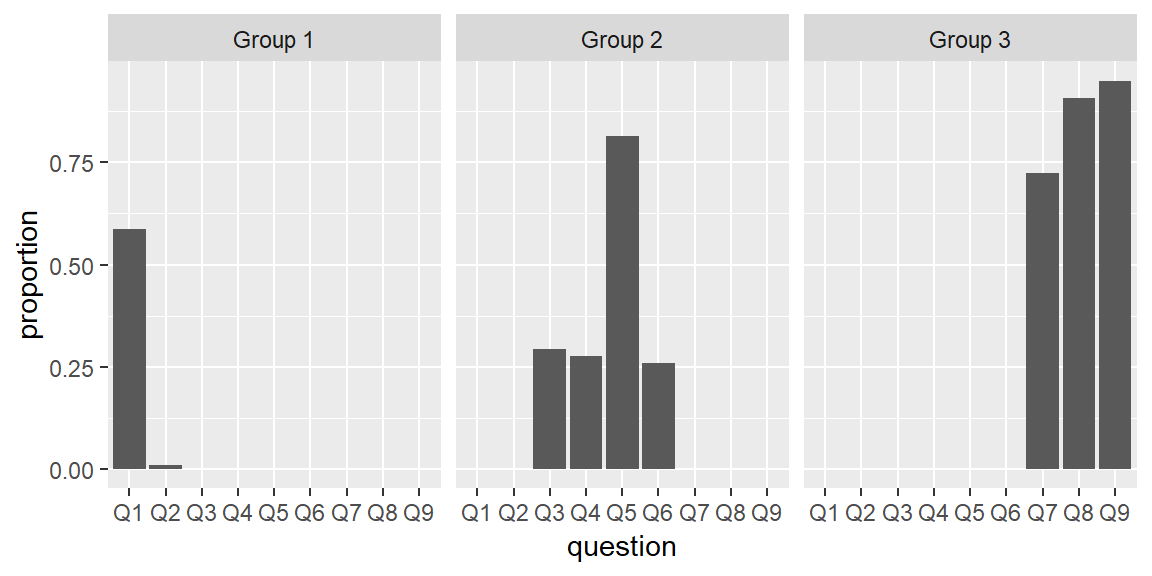 Group 1 Group 2 Group 3
proportion
0.75
0.50
0.25
0.00
Q1 Q2 Q3 Q4 Q5 Q6 Q7 Q8 Q9 Q1 Q2 Q3 Q4 Q5 Q6 Q7 Q8 Q9 Q1 Q2 Q3 Q4 Q5 Q6 Q7 Q8 Q9
question